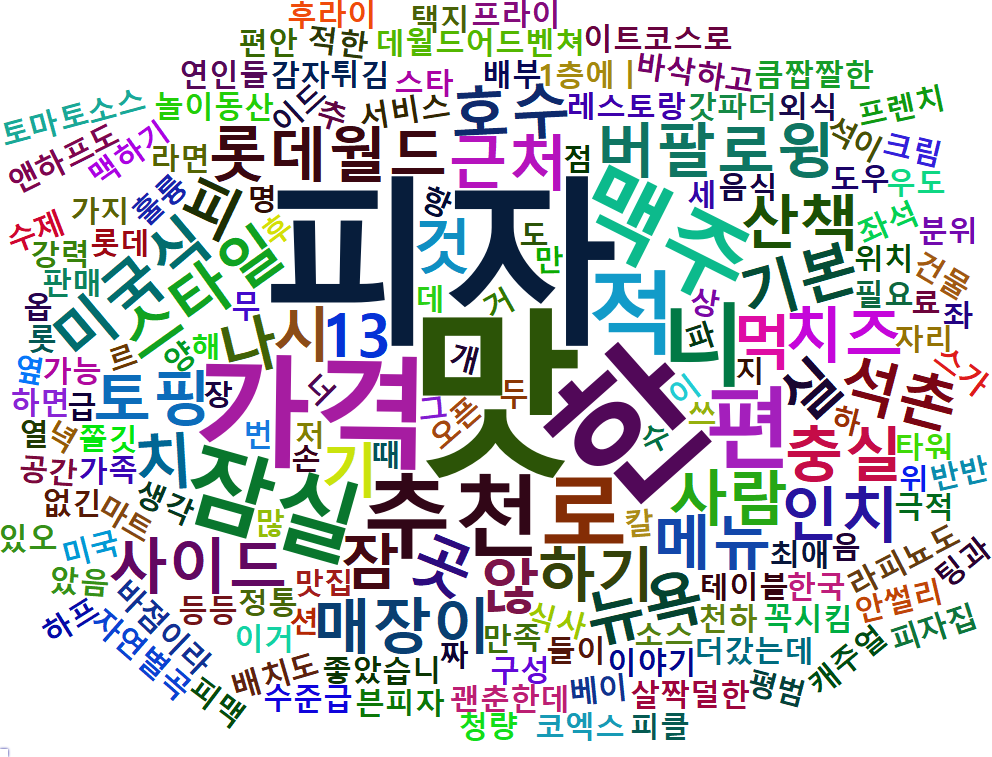 후라이
택지
프라이
편안
적한
데월드어드벤쳐
이트코스로
연인들
감자튀김
스타
배부
1층에
바삭하고
큼짭짤한
토마토소스
놀이동산
이늬추
서비스
호수
레스토랑
갓파더
외식
프렌치
앤하프도
맥하기
라면
롯데월드
근처
점
버팔로윙
석이
크림
수제
가지
훌륭
피
명
피자
항
맥주
세
음식
도우
우도
강력
롯데
미국식
스타일
후
것
도
만
산책
좌석
분위
판매
옵
무
데
거
적
상
기본
위치
건물
필요
료
좌
롯
르
양
해
나
시
13
맛
개
니
파
먹
치즈
자리
스가
옆
가능
하면
급
토핑
장
가격
너
그
오픈
두
한
이
쓰
지
편
실
석촌
하
열
녁
쫄깃
번
저
손
기
때
수
충실
타워
공간
가족
치
잠실
추천
로
사람
인치
위
반반
없긴
마트
생각
많
칼
극적
있오
미국
사이드
잠
곳
않
하기
메뉴
최애
음
라피뇨도
팅과
았음
바점이라
맛집
뉴욕
테이블
한국
안썰리
하프
자연별곡
등등
정통
션
매장이
식사
만족
소스
천하
꼭시킴
피자집
이거
짜
들이
이야기
더갔는데
캐주얼
피맥
배치도
좋았습니
구성
베이
살짝덜한
평범
수준급
븐피자
괜춘한데
청량
코엑스
피클